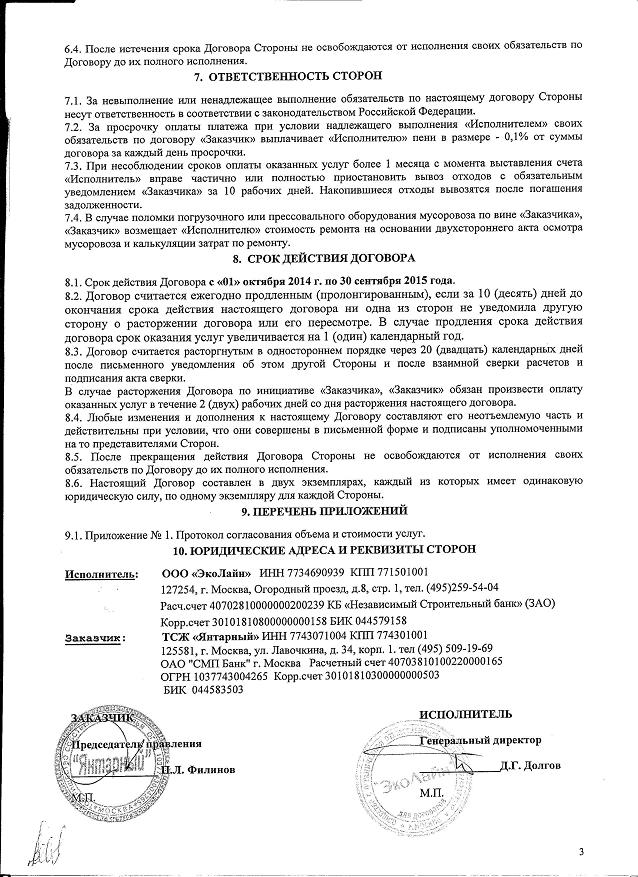 6.4. После истечения срока Договора Стороны не освобождаются от исполнения своих обязательств по
Договору до их полного исполнения.
7. ОТВЕТСТВЕННОСТЬ СТОРОН
7.1. За невыполнение или ненадлежащее выполнение обязательств по настоящему договору Стороны
несут ответственность в соответствии с законодательством Российской Федерации.
7.2. За просрочку оплаты платежа при условии надлежащего выполнения «Исполнителем» своих
обязательств по договору «Заказчик» выплачивает «Исполнителю» пени в размере - 0,1% от суммы
договора за каждый день просрочки.
7.3. При несоблюдении сроков оплаты оказанных услуг более 1 месяца с момента выставления счета
«Исполнитель» вправе частично или полностью приостановить вывоз отходов с обязательным
уведомлением «Заказчика» за 10 рабочих дней. Накопившиеся отходы вывозятся после погашения
задолженности.
7.4. В случае поломки погрузочного или прессовального оборудования мусоровоза по вине «Заказчика»,
«Заказчик» возмещает «Исполнителю» стоимость ремонта на основании двухстороннего акта осмотра
мусоровоза и калькуляции затрат по ремонту.
8. СРОК ДЕЙСТВИЯ ДОГОВОРА
8.1. Срок действия Договора с «01» октября 2014 г. по 30 сентября 2015 года.
8.2. Договор считается ежегодно продленным (пролонгированным), если за 10 (десять) дней до
окончания срока действия настоящего договора ни одна из сторон не уведомила другую
сторону о расторжении договора или его пересмотре. В случае продления срока действия
договора срок оказания услуг увеличивается на 1 (один) календарный год.
8.3. Договор считается расторгнутым в одностороннем порядке через 20 (двадцать) календарных дней
после письменного уведомления об этом другой Стороны и после взаимной сверки расчетов и
подписания акта сверки.
В случае расторжения Договора по инициативе «Заказчика», «Заказчик» обязан произвести оплату
оказанных услуг в течение 2 (двух) рабочих дней со дня расторжения настоящего договора.
8.4. Любые изменения и дополнения к настоящему Договору составляют его неотъемлемую часть и
действительны при условии, что они совершены в письменной форме и подписаны уполномоченными
на то представителями Сторон.
8.5. После прекращения действия Договора Стороны не освобождаются от исполнения своих
обязательств по Договору до их полного исполнения.
8.6. Настоящий Договор составлен в двух экземплярах, каждый из которых имеет одинаковую
юридическую силу, по одному экземпляру для каждой Стороны.
9. ПЕРЕЧЕНЬ ПРИЛОЖЕНИЙ
9.1. Приложение № 1. Протокол согласования объема и стоимости услуг.
10. ЮРИДИЧЕСКИЕ АДРЕСА И РЕКВИЗИТЫ СТОРОН
Исполнитель: ООО «ЭкоЛайн» ИНН 7734690939 КПП 771501001
127254, г. Москва, Огородный проезд, д.8, стр. 1, тел. (495)259-54-04
Расч.счет 40702810000000200239 КБ «Независимый Строительный банк» (ЗАО)
Корр.счет 30101810800000000158 БИК 044579158
Заказчик: ТСЖ «Янтарный» ИНН 7743071004 КПП 774301001
125581, г. Москва, ул. Лавочкина, д. 34, корп. 1. тел (495) 509-19-69
ОАО "СМП Банк" г. Москва Расчетный счет 40703810100220000165
ОГРН 1037743004265 Корр.счет 30101810300000000503
БИК 044583503
ЗАКАЗЧИК ИСПОЛНИТЕЛЬ
Председатель правления Генеральный директор
"Янтарный" П.Л. Филинов "ЭкоЛайн" Д.Г. Долгов
М.П. М.П.
МОСКВА для договоров
3